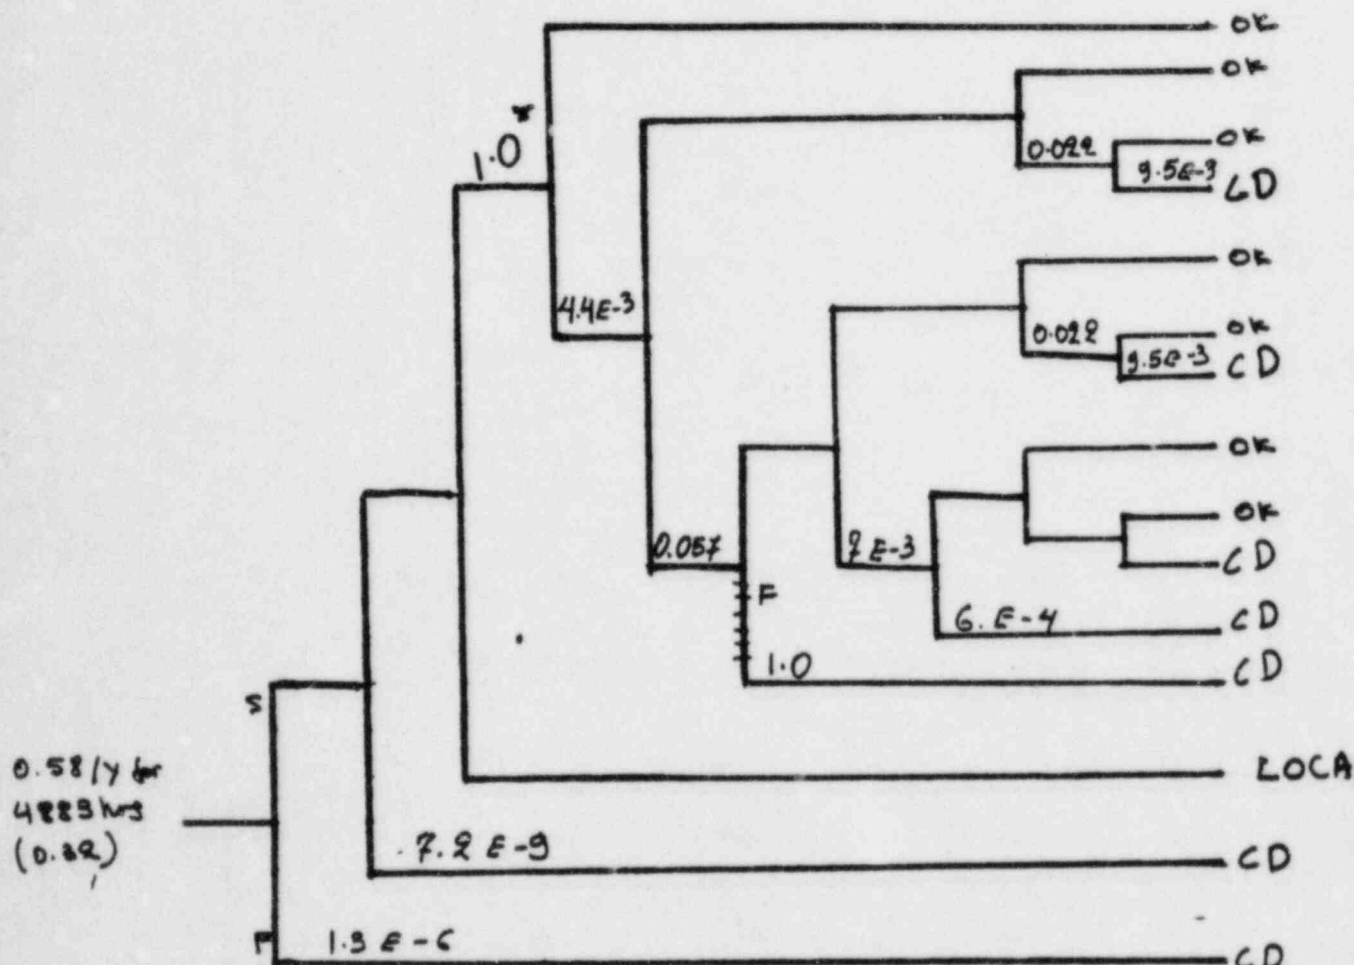 OK
OK
1.0*
OK
0.022
9.5E-3 CD
OK
4.4E-3
0.022 OK
9.5E-3 CD
OK
OK
0.057 2E-3 CD
F
6.E-4 CD
1.0 CD
S
0.58/y for
4883 hrs
(0.32)
LOCA
7.2 E-9 CD
F 1.3 E-6 CD